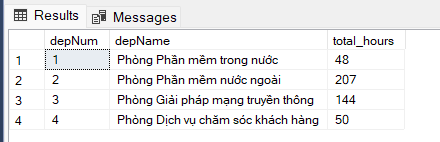 Results Messages
depNum depName total_hours
1 1 Phòng Phần mềm trong nước 48
2 2 Phòng Phần mềm nước ngoài 207
3 3 Phòng Giải pháp mạng truyền thông 144
4 4 Phòng Dịch vụ chăm sóc khách hàng 50